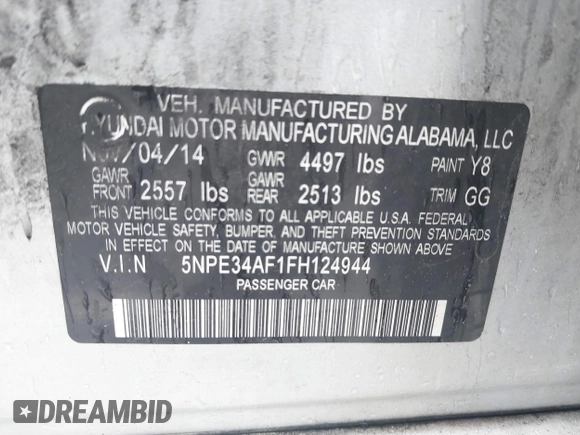 VEH. MANUFACTURED BY
HYUNDAI MOTOR MANUFACTURING ALABAMA, LLC
NOV/04/14 GVWR 4497 lbs PAINT Y8
GAWR FRONT 2557 lbs GAWR REAR 2513 lbs TRIM GG
THIS VEHICLE CONFORMS TO ALL APPLICABLE U.S.A. FEDERAL
MOTOR VEHICLE SAFETY, BUMPER, AND THEFT PREVENTION STANDARDS
IN EFFECT ON THE DATE OF MANUFACTURE SHOWN ABOVE.
V.I.N 5NPE34AF1FH124944
PASSENGER CAR
DREAMBID